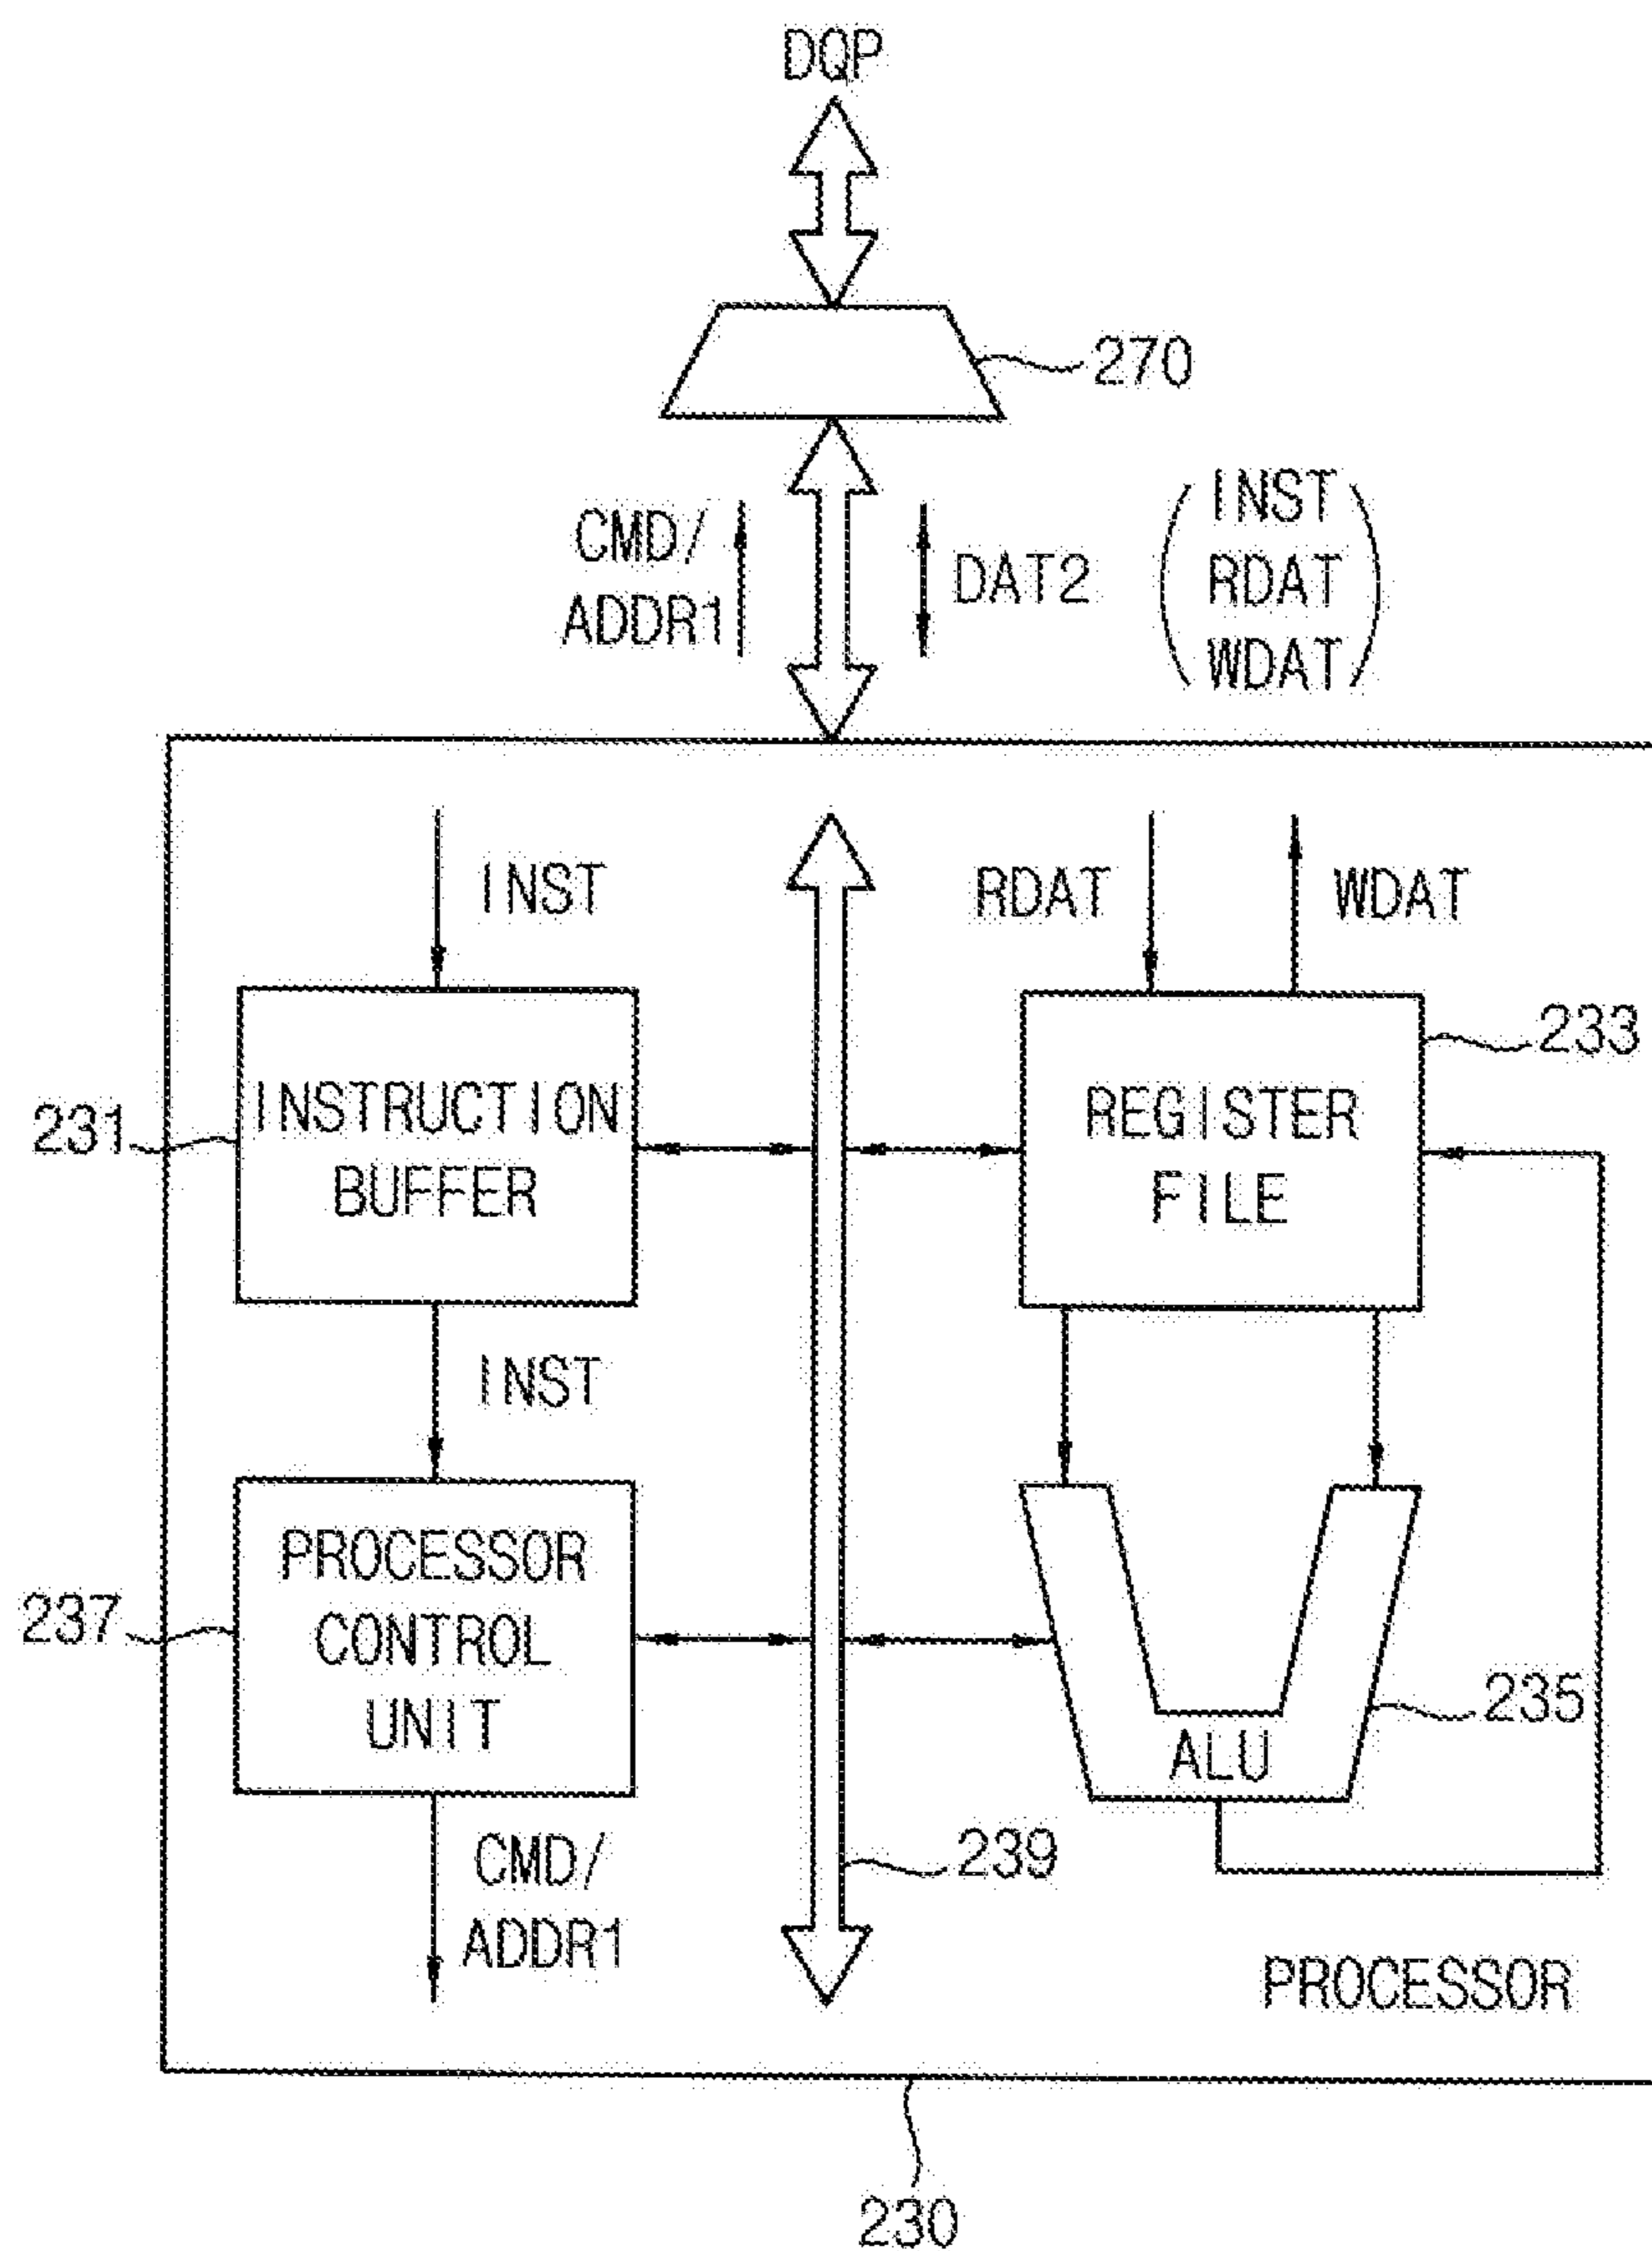 DQP
270
CMD/
ADDR1
DAT2
INST
RDAT
WDAT
INST
RDAT
WDAT
231
INSTRUCTION
BUFFER
REGISTER
FILE
233
INST
237
PROCESSOR
CONTROL
UNIT
ALU
235
CMD/
ADDR1
239
PROCESSOR
230